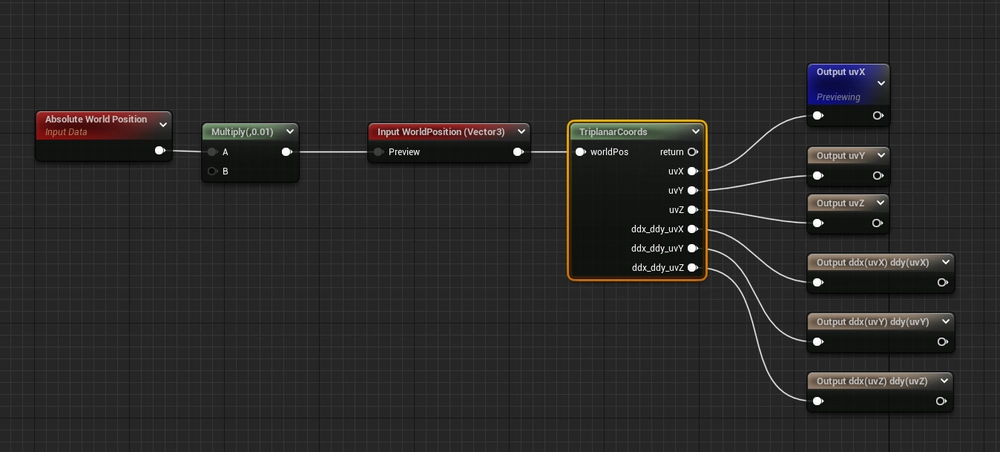 Absolute World Position
Input Data
Multiply(,0.01)
A
B
Input WorldPosition (Vector3)
Preview
TriplanarCoords
worldPos return
uvX
uvY
uvZ
ddx_ddy_uvX
ddx_ddy_uvY
ddx_ddy_uvZ
Output uvX
Previewing
Output uvY
Output uvZ
Output ddx(uvX) ddy(uvX)
Output ddx(uvY) ddy(uvY)
Output ddx(uvZ) ddy(uvZ)